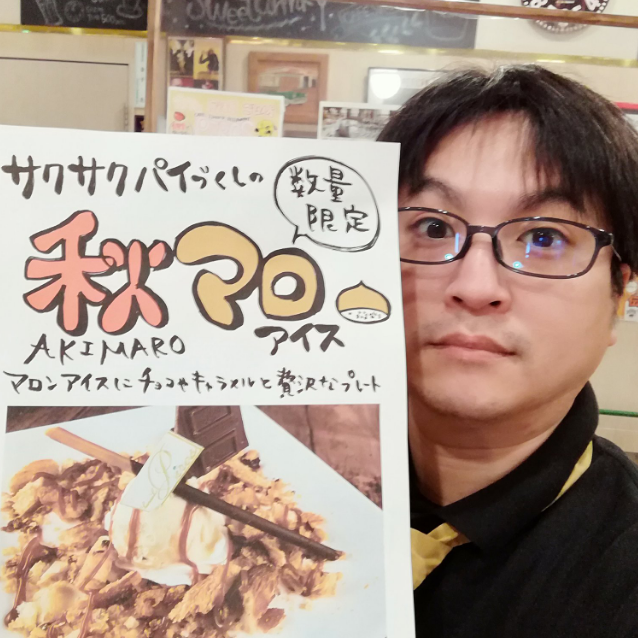 サクサクパイづくしの
数量
限定
秋マロ
AKIMARO
アイス
マロンアイスにチョコやキャラメルと贅沢なプレート